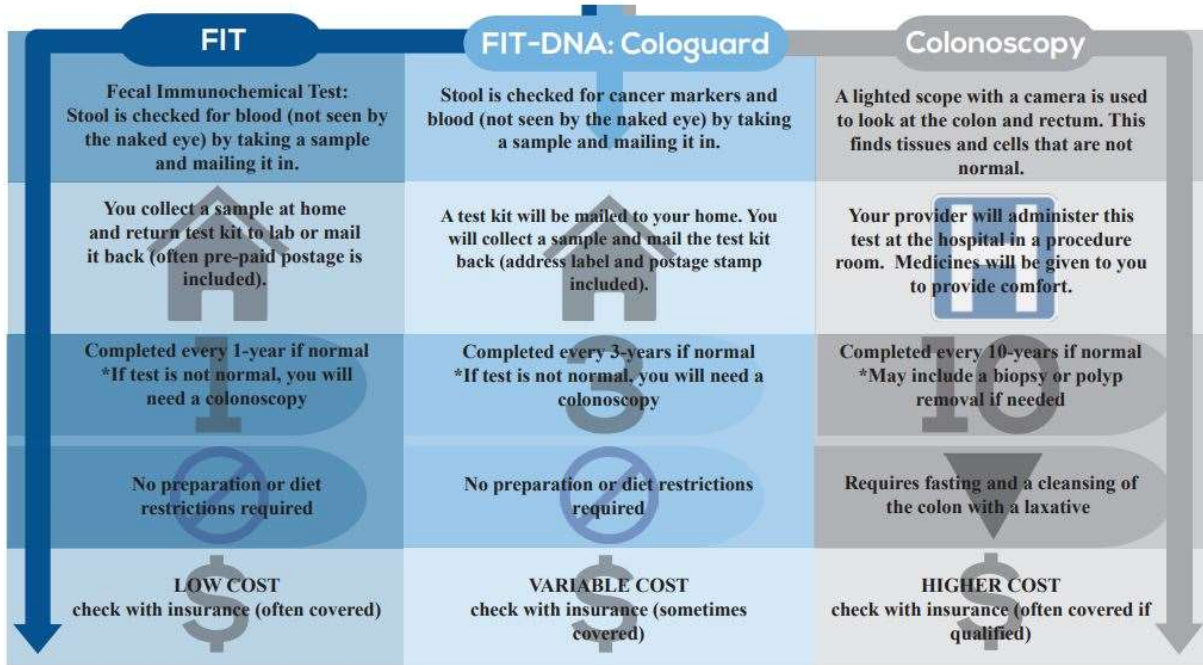 FIT
Fecal Immunochemical Test:
Stool is checked for blood (not seen by
the naked eye) by taking a sample
and mailing it in.
You collect a sample at home
and return test kit to lab or mail
it back (often pre-paid postage is
included).
1
Completed every 1-year if normal
*If test is not normal, you will
need a colonoscopy
No preparation or diet
restrictions required
$
LOW COST
check with insurance (often covered)
FIT-DNA: Cologuard
Stool is checked for cancer markers and
blood (not seen by the naked eye) by taking
a sample and mailing it in.
A test kit will be mailed to your home. You
will collect a sample and mail the test kit
back (address label and postage stamp
included).
3
Completed every 3-years if normal
*If test is not normal, you will need a
colonoscopy
No preparation or diet restrictions
required
$
VARIABLE COST
check with insurance (sometimes
covered)
Colonoscopy
A lighted scope with a camera is used
to look at the colon and rectum. This
finds tissues and cells that are not
normal.
H
Your provider will administer this
test at the hospital in a procedure
room. Medicines will be given to you
to provide comfort.
10
Completed every 10-years if normal
*May include a biopsy or polyp
removal if needed
Requires fasting and a cleansing of
the colon with a laxative
$
HIGHER COST
check with insurance (often covered if
qualified)